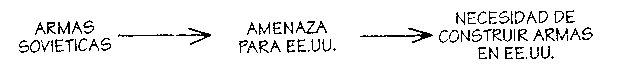 ARMAS
SOVIETICAS
AMENAZA
PARA EE.UU.
NECESIDAD DE
CONSTRUIR ARMAS
EN EE.UU.